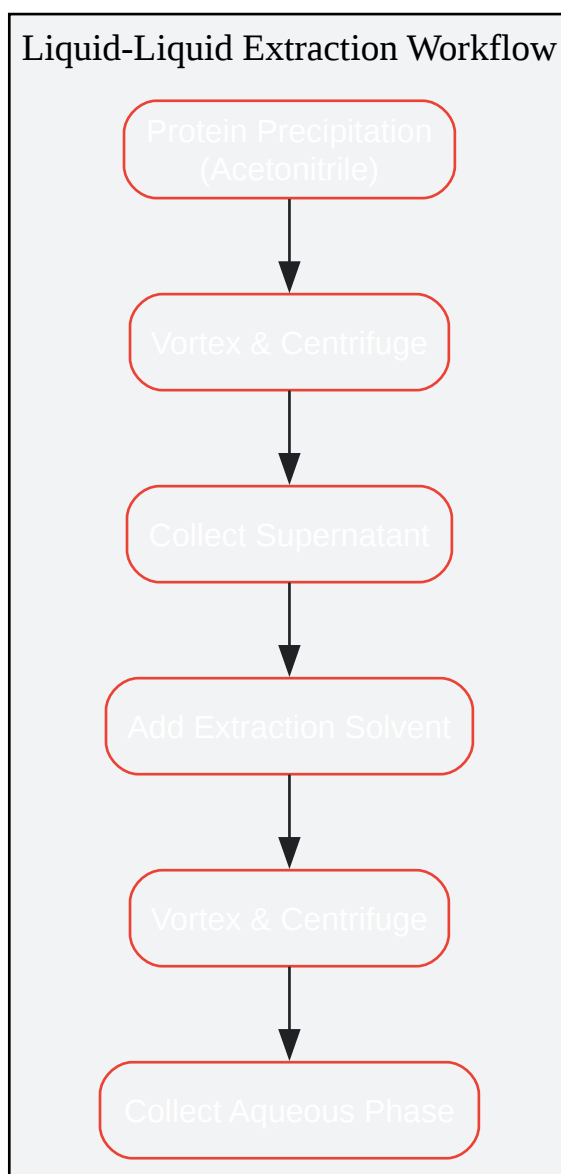 Liquid-Liquid Extraction Workflow
Protein Precipitation
(Acetonitrile)
Vortex & Centrifuge
Collect Supernatant
Add Extraction Solvent
Vortex & Centrifuge
Collect Aqueous Phase